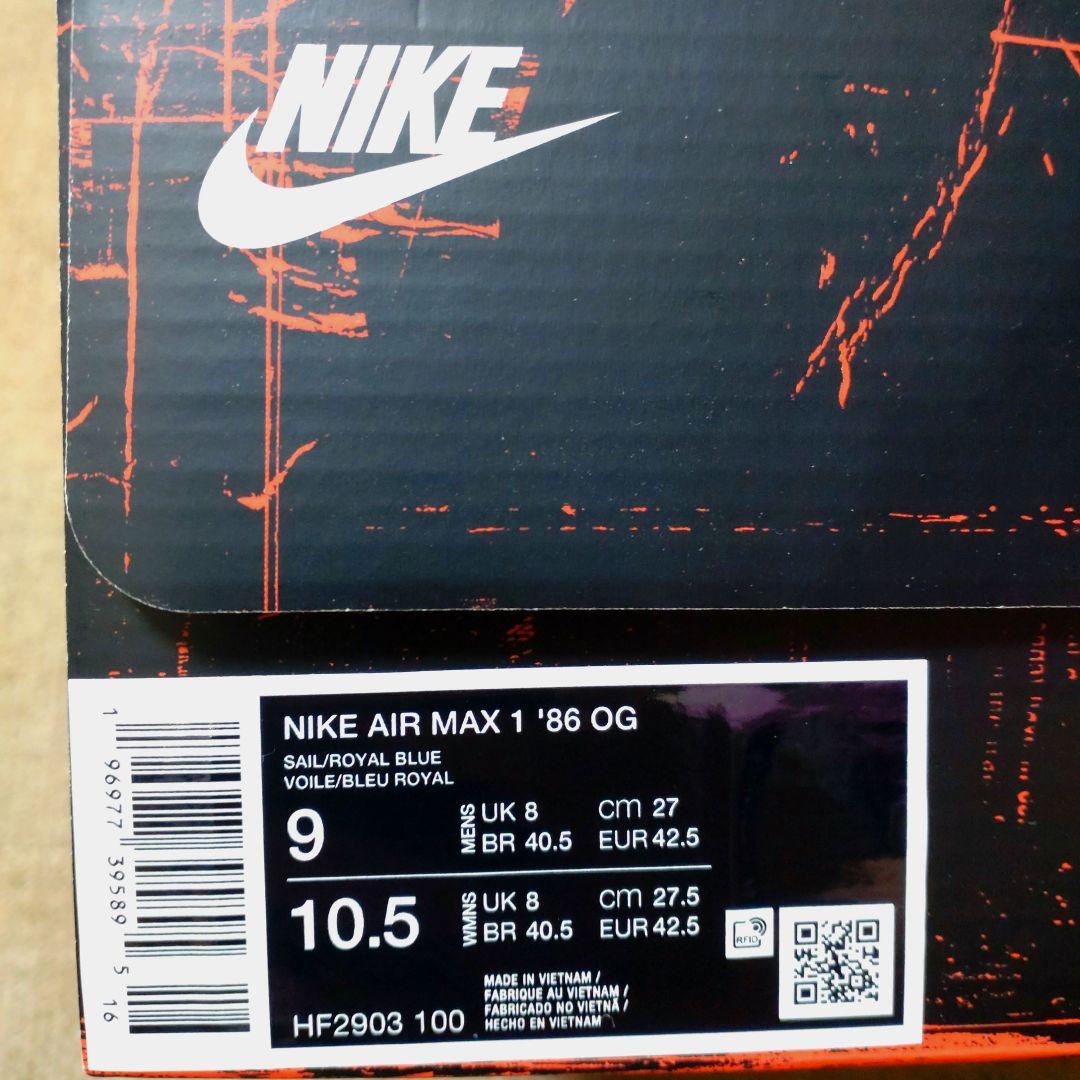 NIKE
NIKE AIR MAX 1 '86 OG
SAIL/ROYAL BLUE
VOILE/BLEU ROYAL
9
MENS
UK 8
cm 27
BR 40.5
EUR 42.5
10.5
WMNS
UK 8
cm 27.5
BR 40.5
EUR 42.5
RFID
MADE IN VIETNAM /
FABRIQUE AU VIETNAM /
FABRICADO NO VIETNÃ /
HECHO EN VIETNAM
HF2903 100
1 96977 39589 5 16